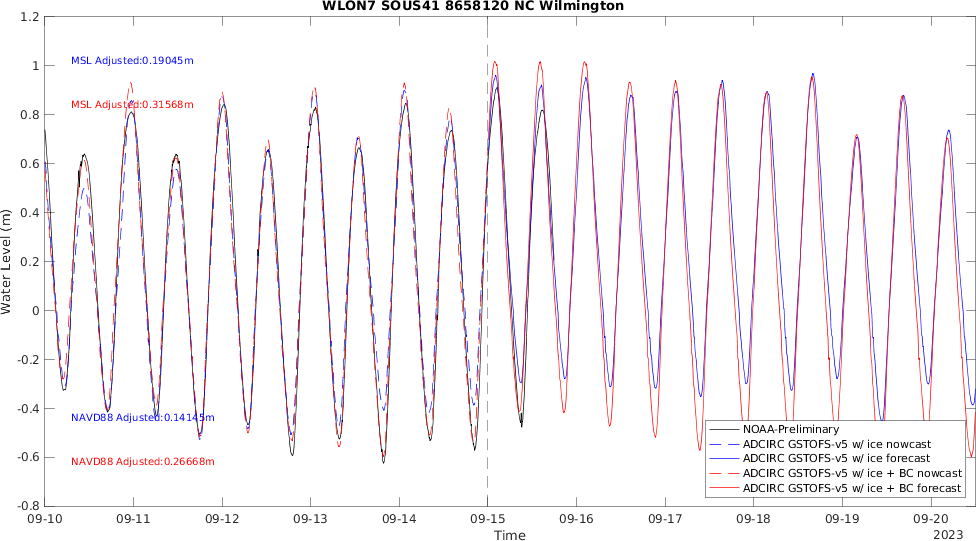 WLON7 SOUS41 8658120 NC Wilmington
1.2
1
0.8
0.6
0.4
0.2
0
-0.2
-0.4
-0.6
-0.8
Water Level (m)
MSL Adjusted:0.19045m
MSL Adjusted:0.31568m
NAVD88 Adjusted:0.14145m
NAVD88 Adjusted:0.26668m
NOAA-Preliminary
ADCIRC GSTOFS-v5 w/ ice nowcast
ADCIRC GSTOFS-v5 w/ ice forecast
ADCIRC GSTOFS-v5 w/ ice + BC nowcast
ADCIRC GSTOFS-v5 w/ ice + BC forecast
09-10 09-11 09-12 09-13 09-14 09-15 09-16 09-17 09-18 09-19 09-20
Time
2023